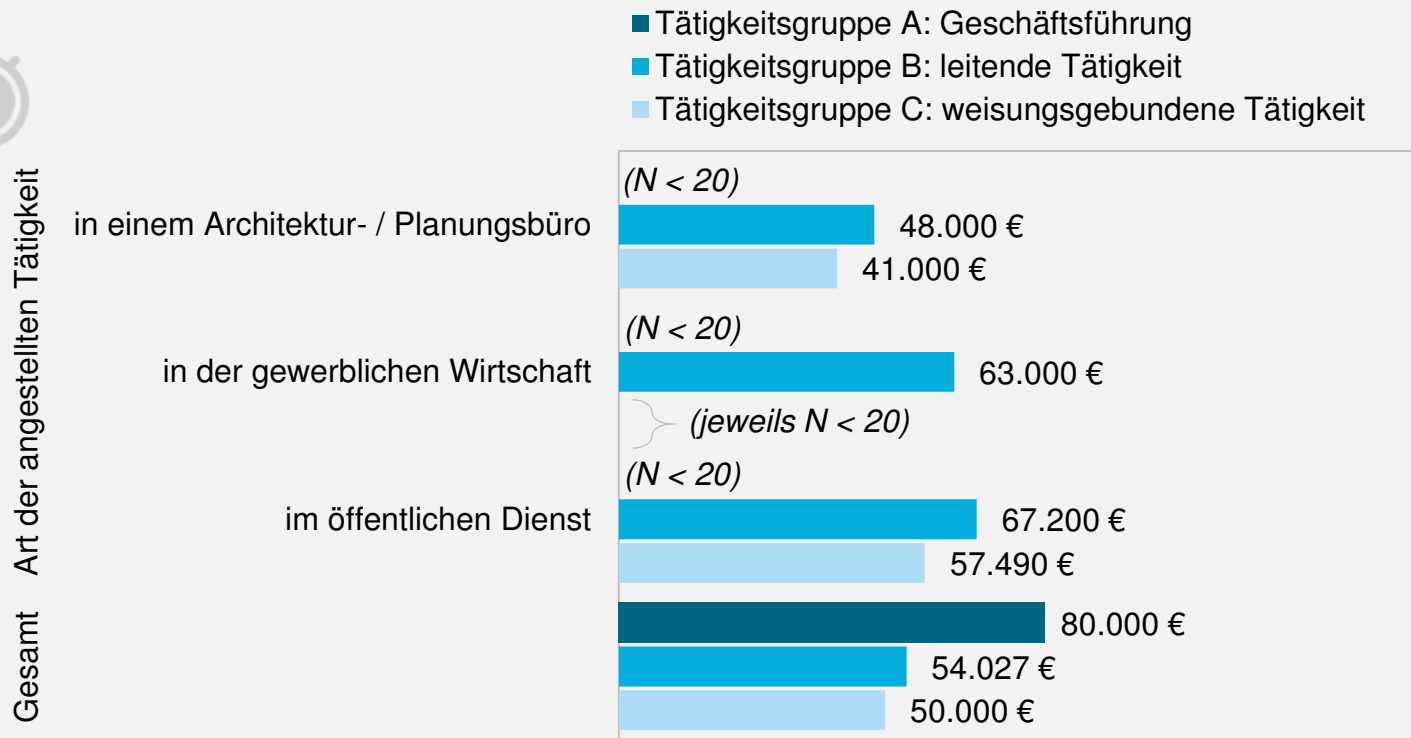 Tätigkeitsgruppe A: Geschäftsführung
Tätigkeitsgruppe B: leitende Tätigkeit
Tätigkeitsgruppe C: weisungsgebundene Tätigkeit
Art der angestellten Tätigkeit
(N < 20)
in einem Architektur- / Planungsbüro
48.000 €
41.000 €
(N < 20)
in der gewerblichen Wirtschaft
63.000 €
(jeweils N < 20)
(N < 20)
im öffentlichen Dienst
67.200 €
57.490 €
Gesamt
80.000 €
54.027 €
50.000 €